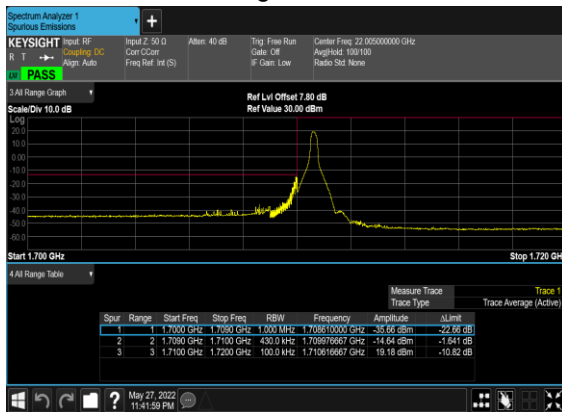 Spectrum Analyzer 1
Spurious Emissions
KEYSIGHT Input: RF Input Z: 50 Ω Atten: 40 dB Trig: Free Run Center Freq: 22.005000000 GHz
R T Coupling: DC Corr CCorr Gate: Off Avg|Hold: 100/100
Align: Auto Freq Ref: Int (S) IF Gain: Low Radio Std: None
PASS
3 All Range Graph
Ref Lvl Offset 7.80 dB
Scale/Div 10.0 dB Ref Value 30.00 dBm
Log
20.0
10.0
0.00
-10.0
-20.0
-30.0
-40.0
-50.0
-60.0
Start 1.700 GHz Stop 1.720 GH
4 All Range Table
Measure Trace Trace 1
Trace Type Trace Average (Active)
Spur Range Start Freq Stop Freq RBW Frequency Amplitude ΔLimit
1 1 1.7000 GHz 1.7090 GHz 1.000 MHz 1.708610000 GHz -35.66 dBm -22.66 dB
2 2 1.7090 GHz 1.7100 GHz 430.0 kHz 1.709976667 GHz -14.64 dBm -1.641 dB
3 3 1.7100 GHz 1.7200 GHz 100.0 kHz 1.710616667 GHz 19.18 dBm -10.82 dB
? May 27, 2022
11:41:59 PM